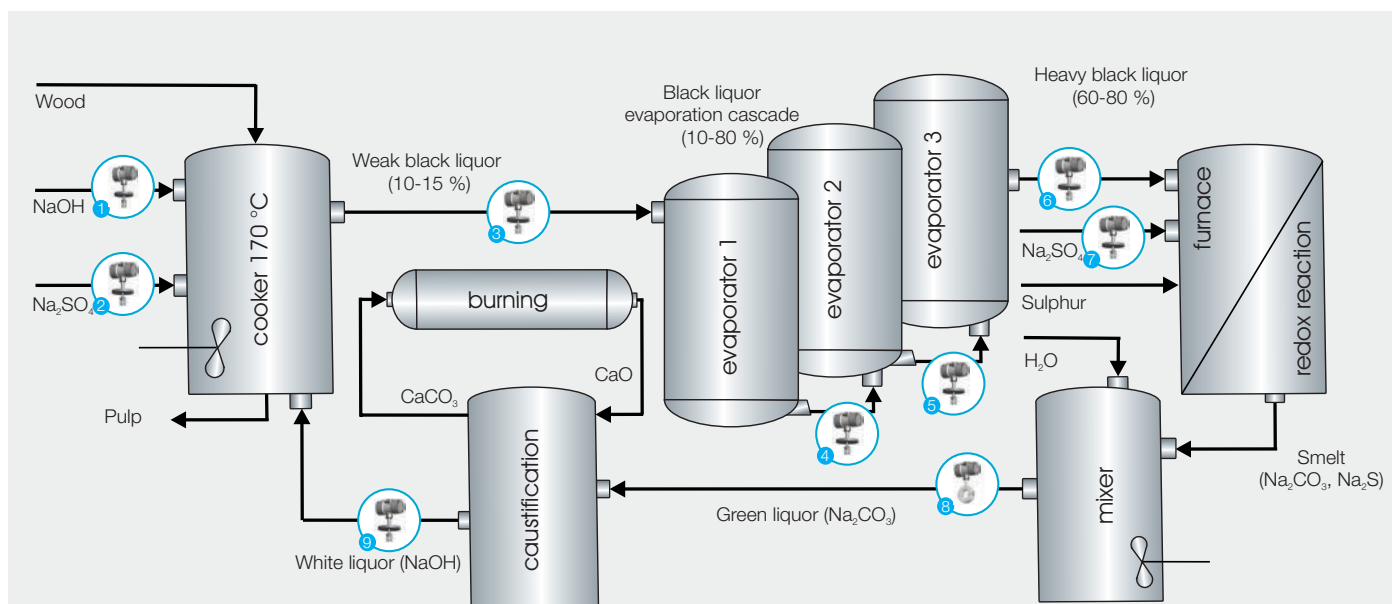 Wood
NaOH
1
Na₂SO₄
2
cooker 170 °C
Pulp
Weak black liquor
(10-15 %)
3
burning
CaCO₃
CaO
caustification
9
White liquor (NaOH)
Black liquor
evaporation cascade
(10-80 %)
evaporator 1
evaporator 2
evaporator 3
4
5
Heavy black liquor
(60-80 %)
6
Na₂SO₄
7
Sulphur
furnace
redox reaction
H₂O
Smelt
(Na₂CO₃, Na₂S)
mixer
8
Green liquor (Na₂CO₃)